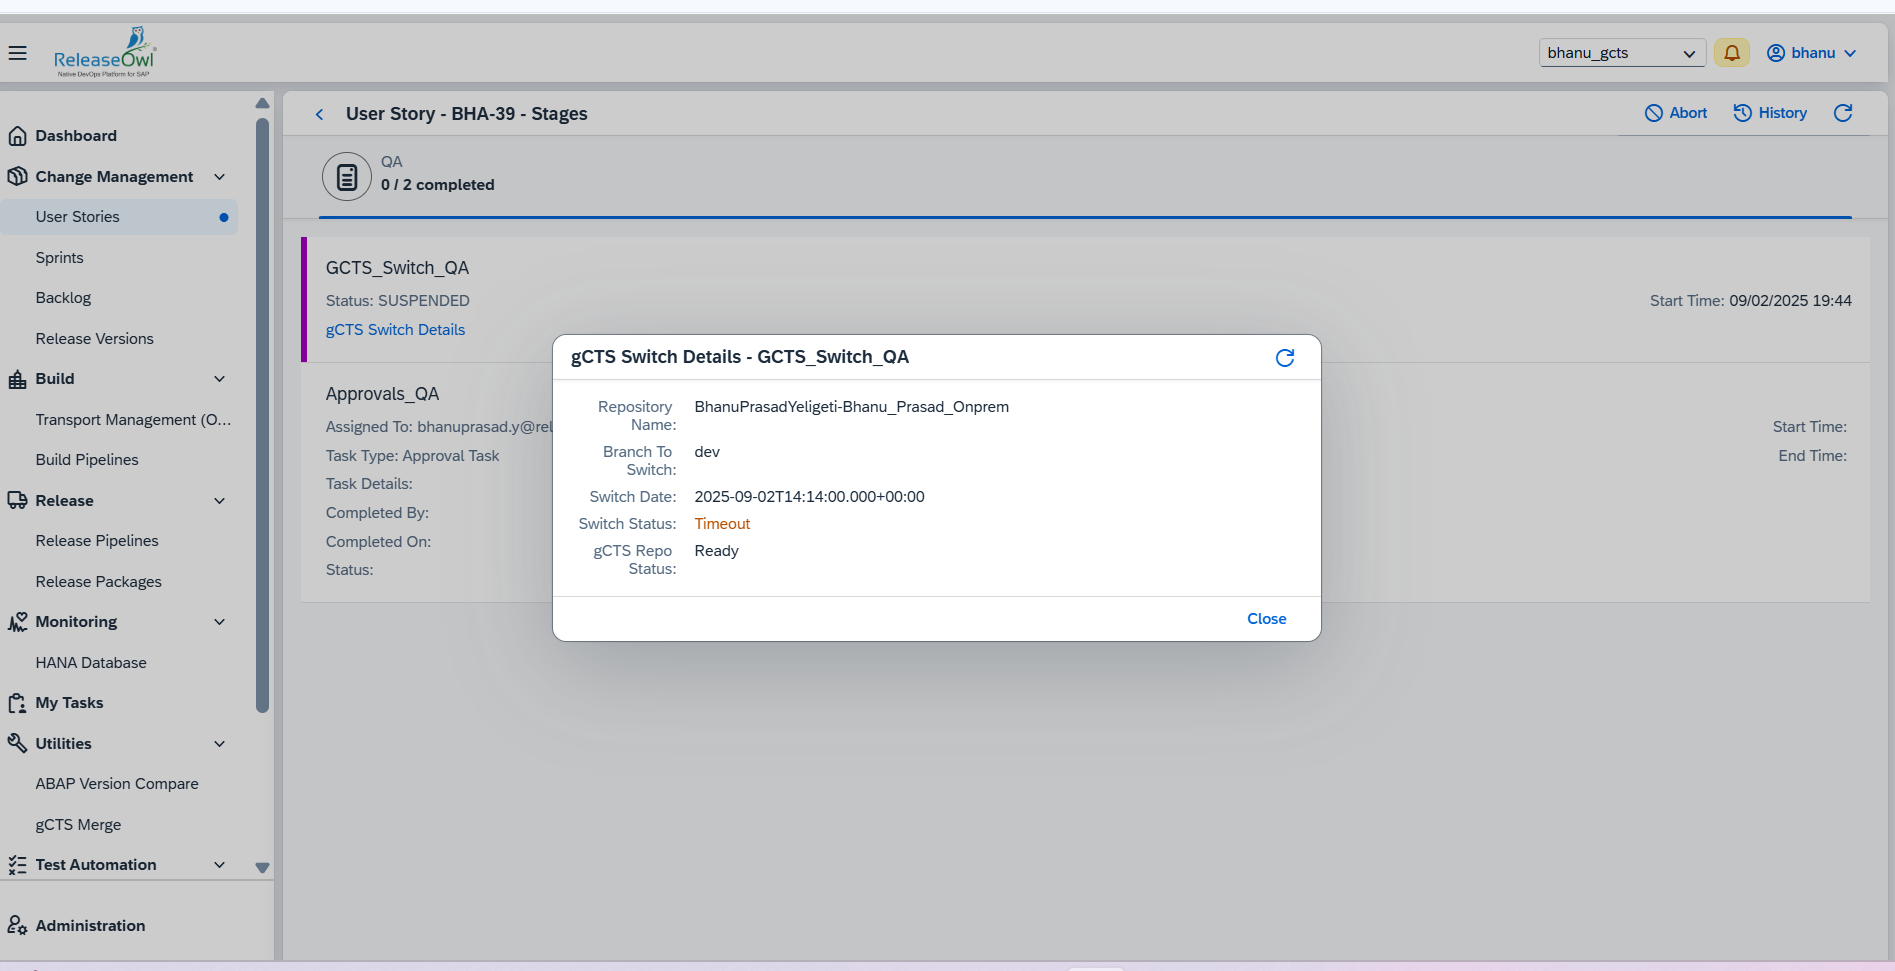 ReleaseOwl
Native DevOps Platform for SAP
bhanu_gcts
bhanu
Dashboard
Change Management
User Stories
Sprints
Backlog
Release Versions
Build
Transport Management (O...
Build Pipelines
Release
Release Pipelines
Release Packages
Monitoring
HANA Database
My Tasks
Utilities
ABAP Version Compare
gCTS Merge
Test Automation
Administration
User Story - BHA-39 - Stages
Abort
History
QA
0 / 2 completed
GCTS_Switch_QA
Status: SUSPENDED
Start Time: 09/02/2025 19:44
gCTS Switch Details
Approvals_QA
Assigned To: bhanuprasad.y@rel
Start Time:
Task Type: Approval Task
End Time:
Task Details:
Completed By:
Completed On:
Status:
gCTS Switch Details - GCTS_Switch_QA
Repository Name: BhanuPrasadYeligeti-Bhanu_Prasad_Onprem
Branch To Switch: dev
Switch Date: 2025-09-02T14:14:00.000+00:00
Switch Status: Timeout
gCTS Repo Status: Ready
Close